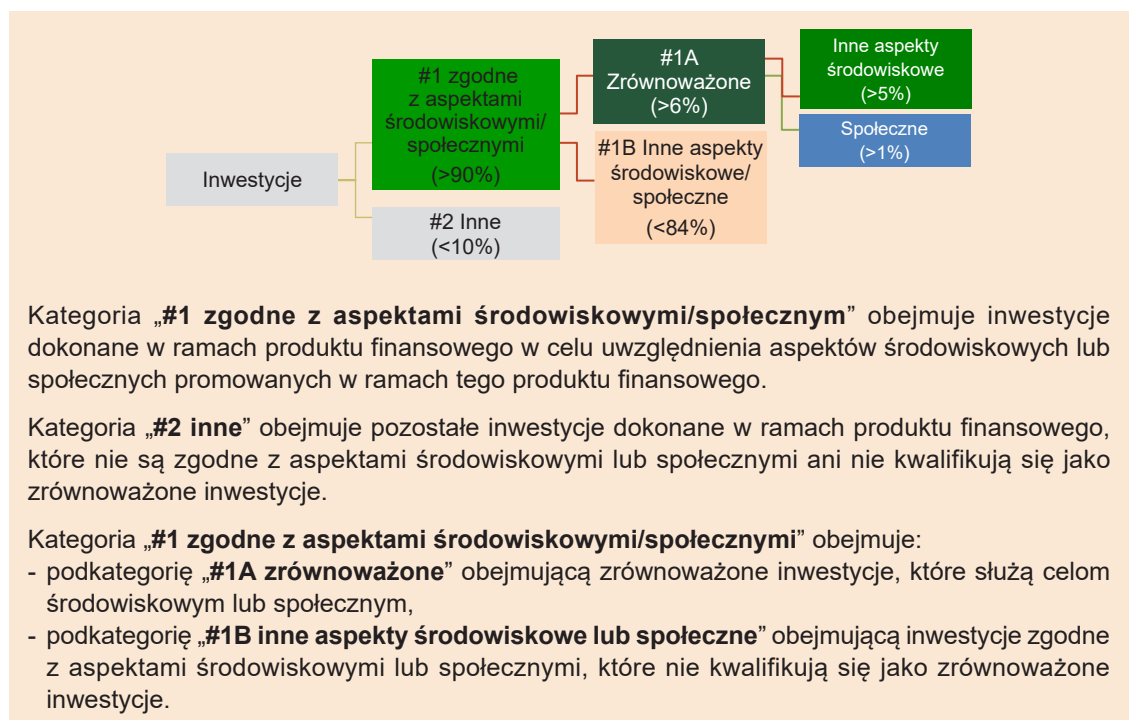 Inwestycje
#1 zgodne
z aspektami
środowiskowymi/
społecznymi
(>90%)
#2 Inne
(<10%)
#1A
Zrównoważone
(>6%)
#1B Inne aspekty
środowiskowe/
społeczne
(<84%)
Inne aspekty
środowiskowe
(>5%)
Społeczne
(>1%)
Kategoria „#1 zgodne z aspektami środowiskowymi/społecznym” obejmuje inwestycje
dokonane w ramach produktu finansowego w celu uwzględnienia aspektów środowiskowych lub
społecznych promowanych w ramach tego produktu finansowego.
Kategoria „#2 inne” obejmuje pozostałe inwestycje dokonane w ramach produktu finansowego,
które nie są zgodne z aspektami środowiskowymi lub społecznymi ani nie kwalifikują się jako
zrównoważone inwestycje.
Kategoria „#1 zgodne z aspektami środowiskowymi/społecznymi” obejmuje:
- podkategorię „#1A zrównoważone” obejmującą zrównoważone inwestycje, które służą celom
środowiskowym lub społecznym,
- podkategorię „#1B inne aspekty środowiskowe lub społeczne” obejmującą inwestycje zgodne
z aspektami środowiskowymi lub społecznymi, które nie kwalifikują się jako zrównoważone
inwestycje.